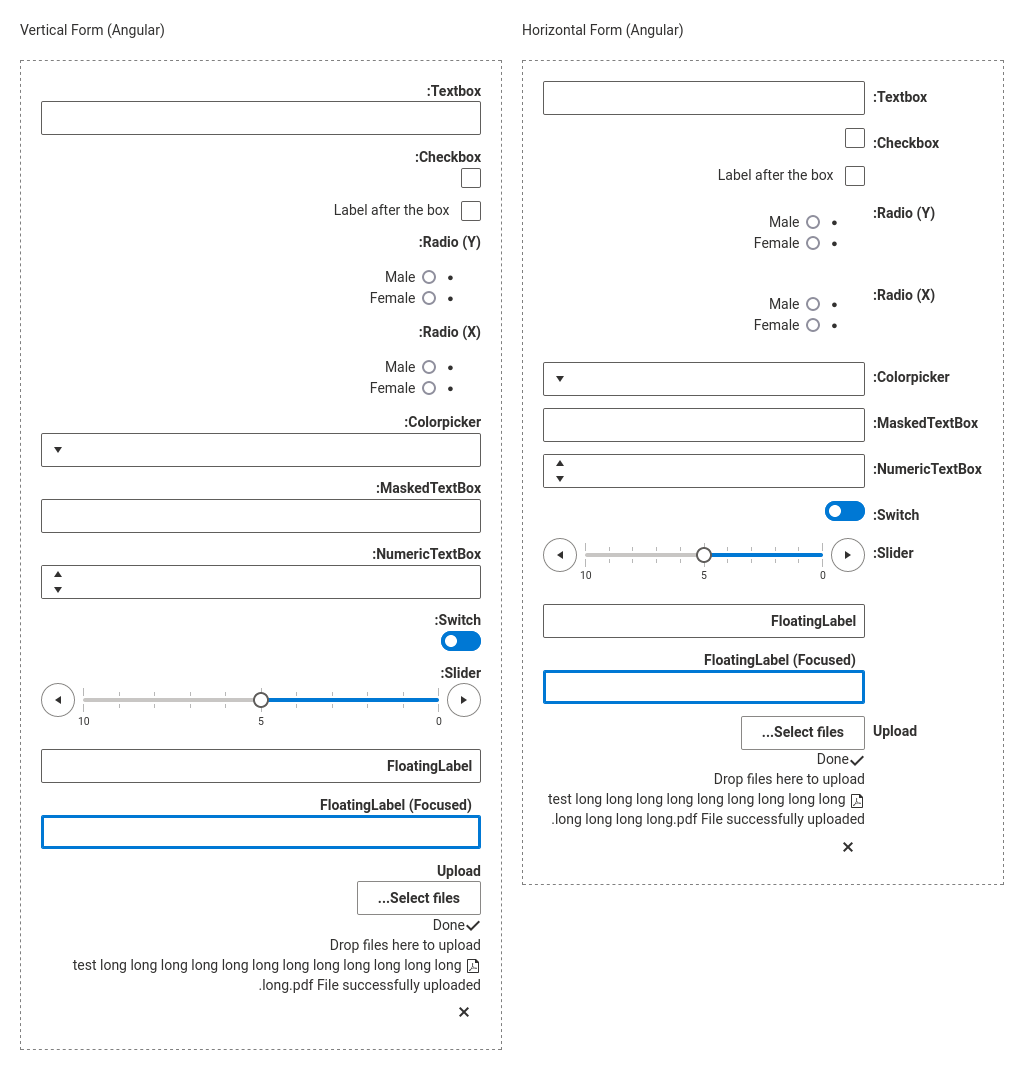 Vertical Form (Angular)
:Textbox
:Checkbox
Label after the box
:Radio (Y)
Male
Female
:Radio (X)
Male
Female
:Colorpicker
:MaskedTextBox
:NumericTextBox
:Switch
:Slider
10 5 0
FloatingLabel
FloatingLabel (Focused)
Upload
...Select files
Done
Drop files here to upload
test long long long long long long long long long long long long
.long.pdf File successfully uploaded
Horizontal Form (Angular)
:Textbox
:Checkbox
Label after the box
:Radio (Y)
Male
Female
:Radio (X)
Male
Female
:Colorpicker
:MaskedTextBox
:NumericTextBox
:Switch
:Slider
10 5 0
FloatingLabel
FloatingLabel (Focused)
Upload
...Select files
Done
Drop files here to upload
test long long long long long long long long long
.long long long long.pdf File successfully uploaded